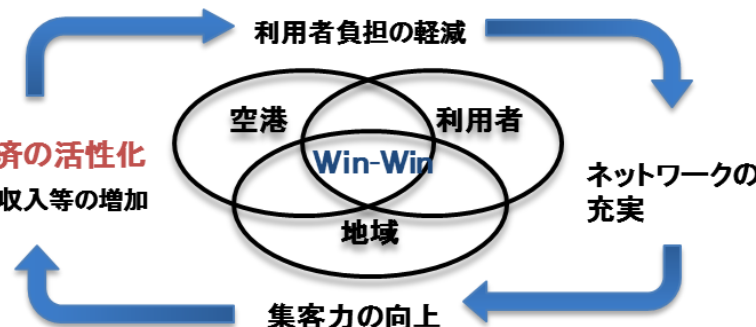 利用者負担の軽減
空港
利用者
済の活性化
Win-Win
ネットワークの
収入等の増加
充実
地域
集客力の向上